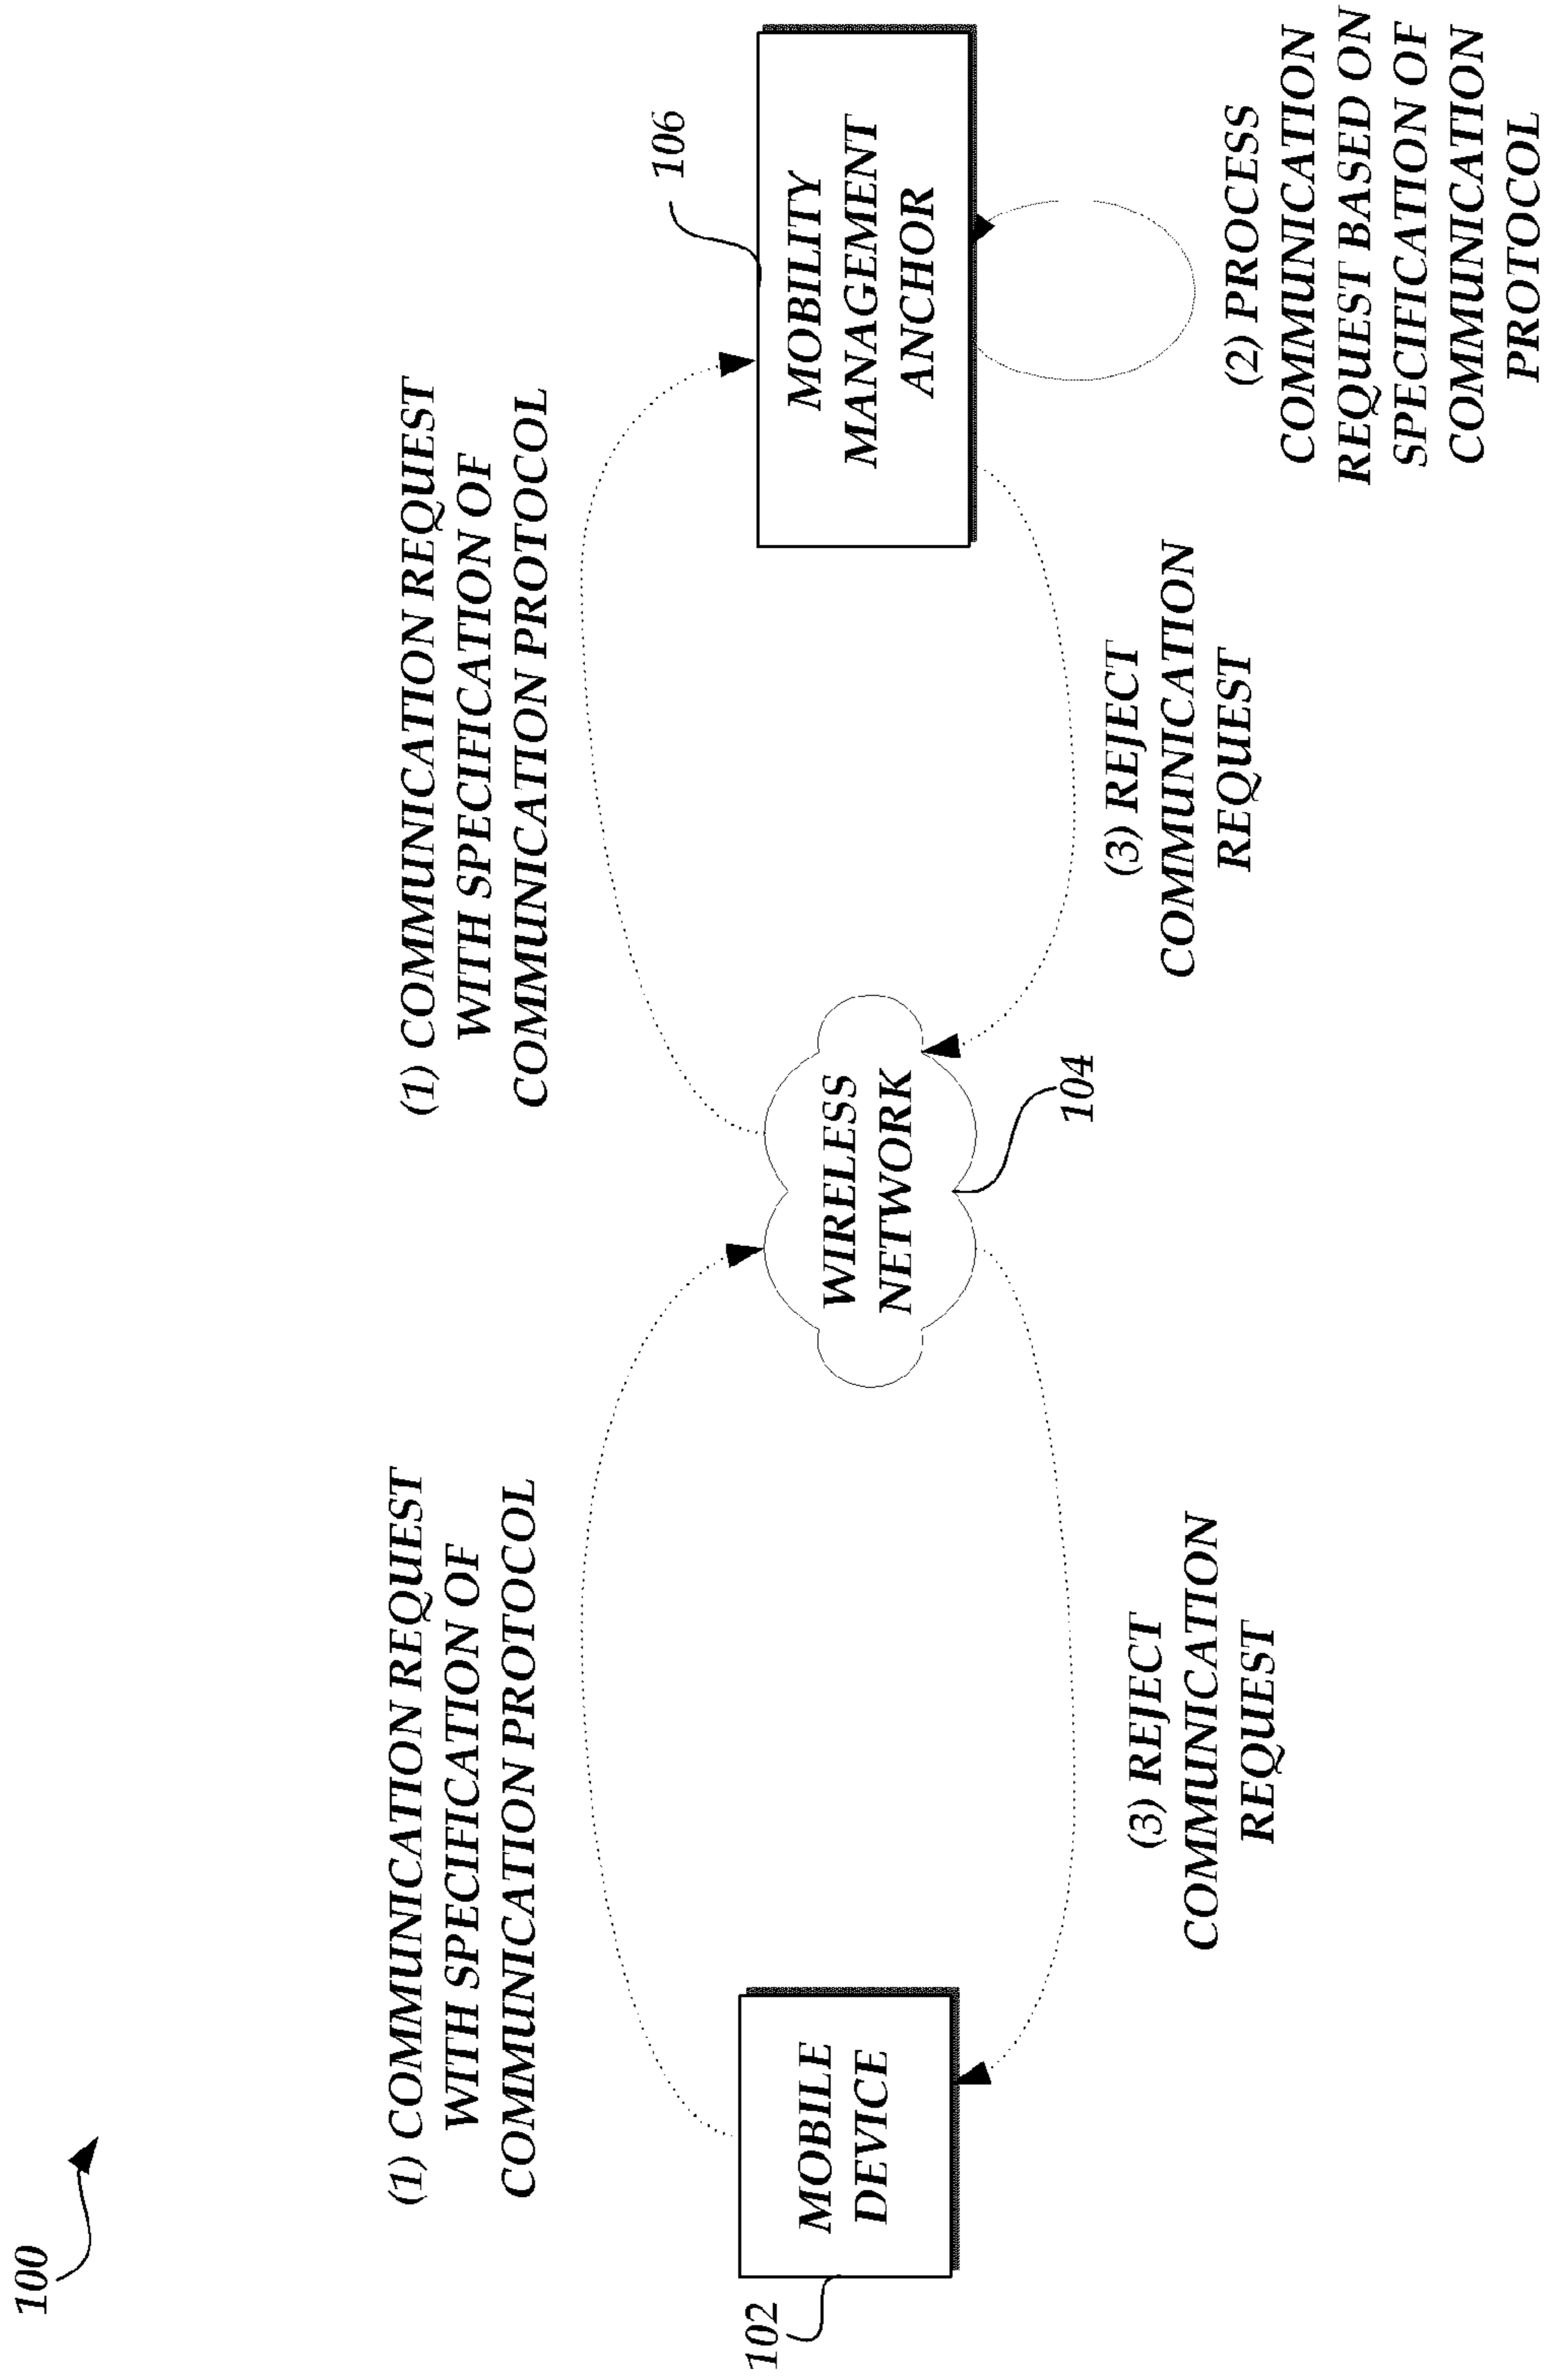 100
(1) COMMUNICATION REQUEST
WITH SPECIFICATION OF
COMMUNICATION PROTOCOL
(1) COMMUNICATION REQUEST
WITH SPECIFICATION OF
COMMUNICATION PROTOCOL
102
MOBILE
DEVICE
WIRELESS
NETWORK
104
106
MOBILITY
MANAGEMENT
ANCHOR
(3) REJECT
COMMUNICATION
REQUEST
(3) REJECT
COMMUNICATION
REQUEST
(2) PROCESS
COMMUNICATION
REQUEST BASED ON
SPECIFICATION OF
COMMUNICATION
PROTOCOL